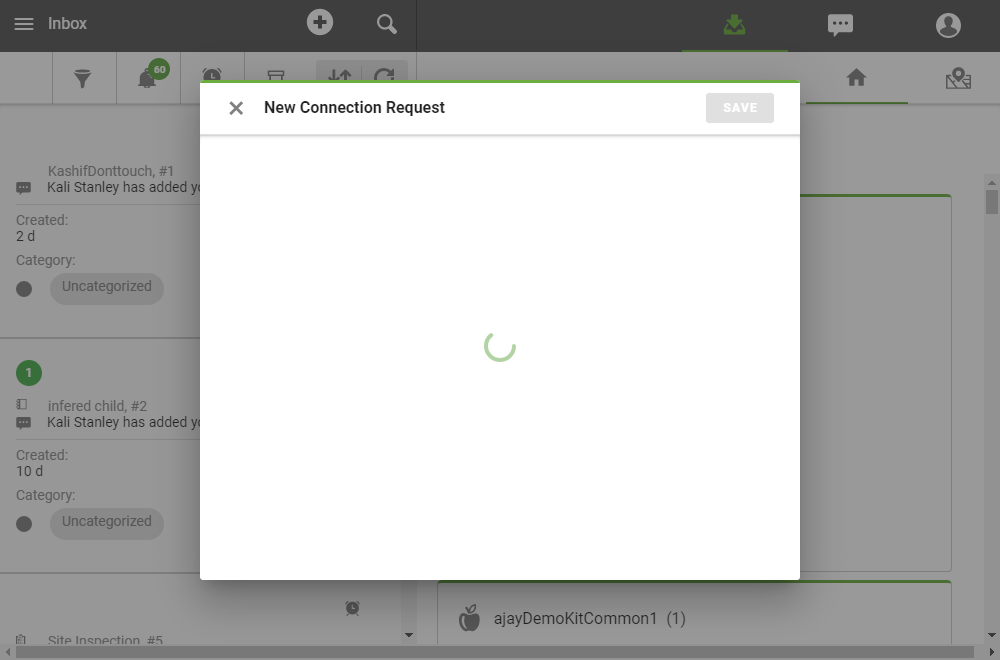 Inbox
60
New Connection Request
SAVE
KashifDonttouch, #1
Kali Stanley has added yo
Created:
2 d
Category:
Uncategorized
1
infered child, #2
Kali Stanley has added yo
Created:
10 d
Category:
Uncategorized
Site Inspection, #5
ajayDemoKitCommon1 (1)